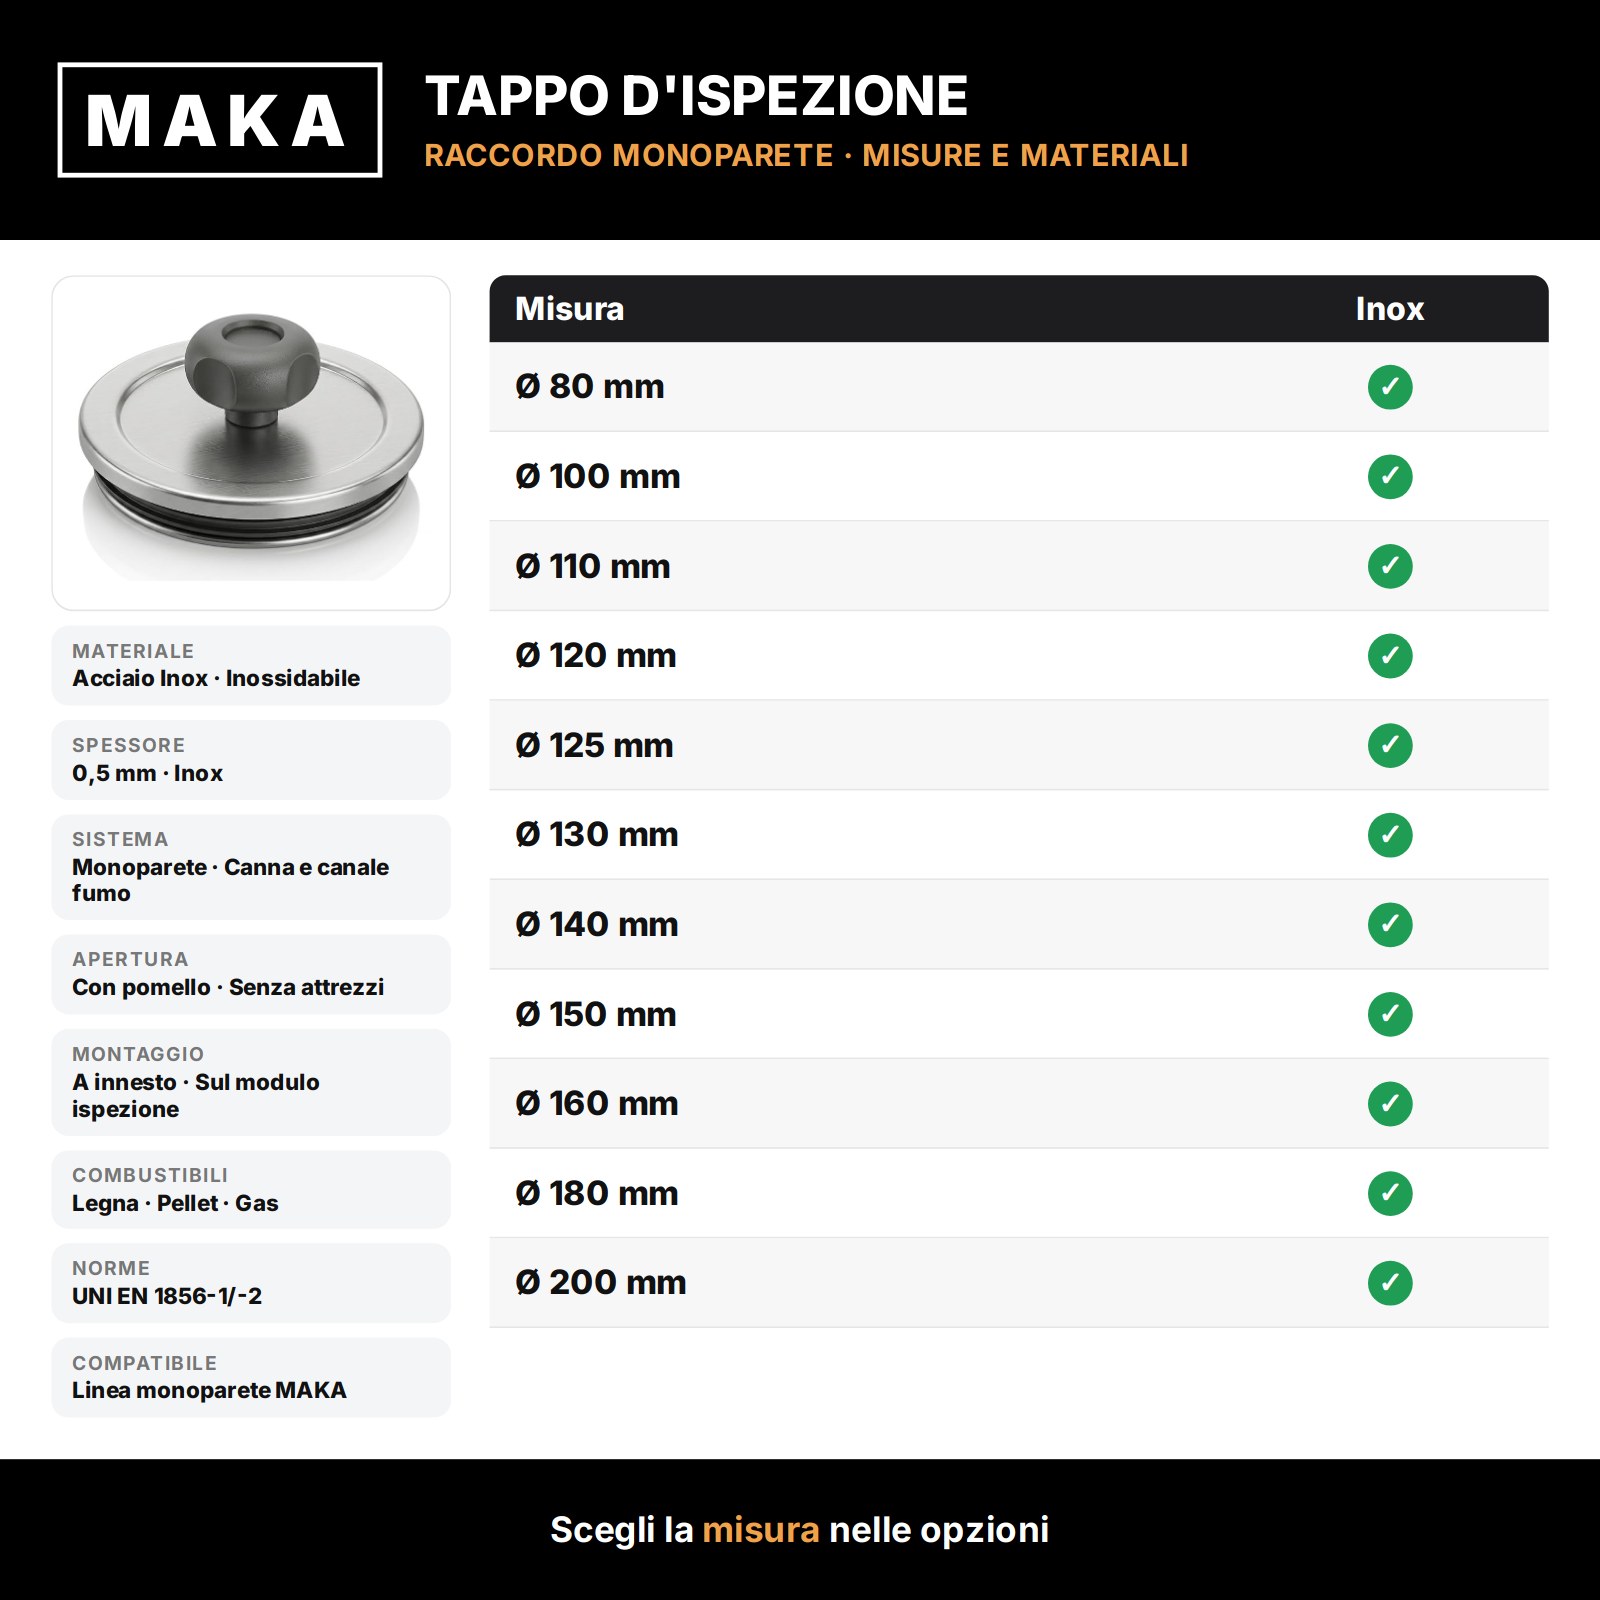 MAKA
TAPPO D'ISPEZIONE
RACCORDO MONOPARETE · MISURE E MATERIALI
MATERIALE
Acciaio Inox · Inossidabile
SPESSORE
0,5 mm · Inox
SISTEMA
Monoparete · Canna e canale
fumo
APERTURA
Con pomello · Senza attrezzi
MONTAGGIO
A innesto · Sul modulo
ispezione
COMBUSTIBILI
Legna · Pellet · Gas
NORME
UNI EN 1856-1/-2
COMPATIBILE
Linea monoparete MAKA
Misura Inox
Ø 80 mm ✓
Ø 100 mm ✓
Ø 110 mm ✓
Ø 120 mm ✓
Ø 125 mm ✓
Ø 130 mm ✓
Ø 140 mm ✓
Ø 150 mm ✓
Ø 160 mm ✓
Ø 180 mm ✓
Ø 200 mm ✓
Scegli la misura nelle opzioni